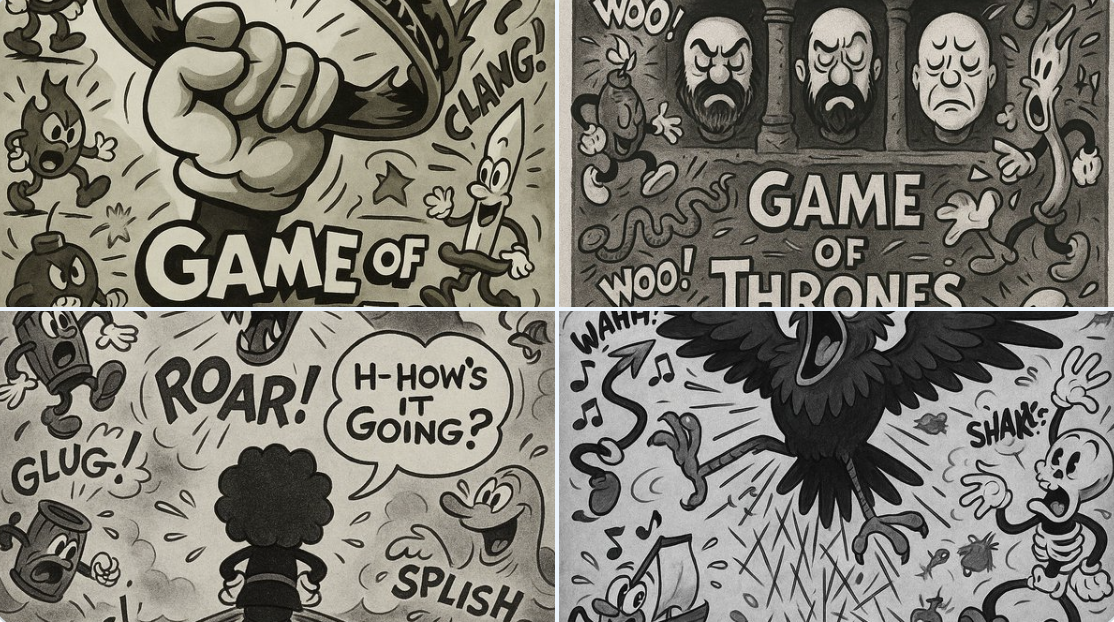 CLANG!
GAME OF
WOO!
GAME
OF
THRONES
WOO!
ROAR!
H-HOW'S
IT
GOING?
GLUG!
SPLISH
WAHH!
SHAK